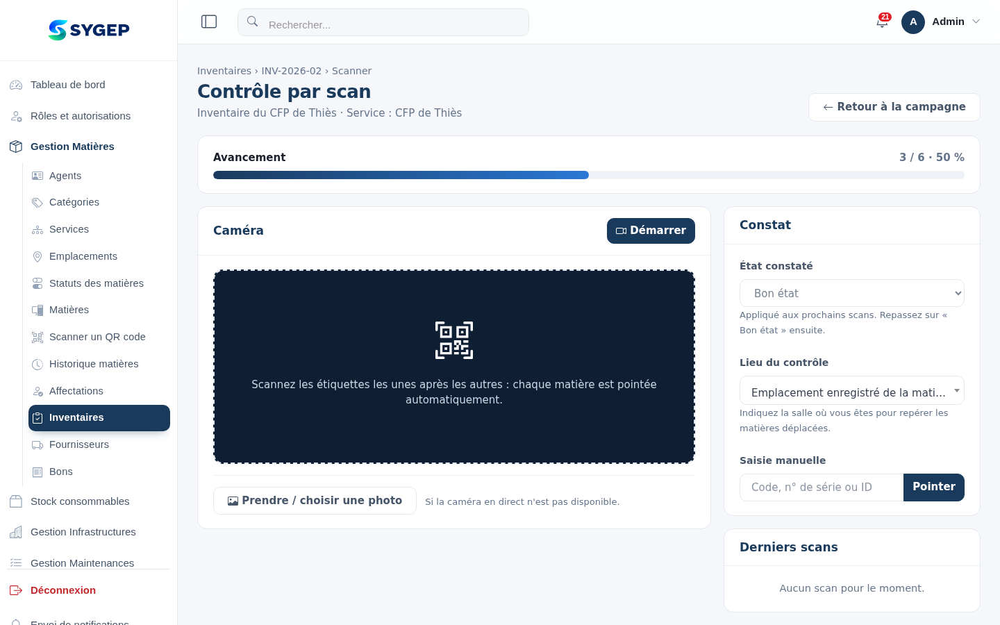 SYGEP
Rechercher...
21
A
Admin
Tableau de bord
Rôles et autorisations
Gestion Matières
Agents
Catégories
Services
Emplacements
Statuts des matières
Matières
Scanner un QR code
Historique matières
Affectations
Inventaires
Fournisseurs
Bons
Stock consommables
Gestion Infrastructures
Gestion Maintenances
Déconnexion
Envoi de notifications
Inventaires › INV-2026-02 › Scanner
Contrôle par scan
Inventaire du CFP de Thiès · Service : CFP de Thiès
← Retour à la campagne
Avancement
3 / 6 · 50 %
Caméra
Démarrer
Scannez les étiquettes les unes après les autres : chaque matière est pointée
automatiquement.
Prendre / choisir une photo
Si la caméra en direct n'est pas disponible.
Constat
État constaté
Bon état
Appliqué aux prochains scans. Repassez sur «
Bon état » ensuite.
Lieu du contrôle
Emplacement enregistré de la mati...
Indiquez la salle où vous êtes pour repérer les
matières déplacées.
Saisie manuelle
Code, n° de série ou ID
Pointer
Derniers scans
Aucun scan pour le moment.